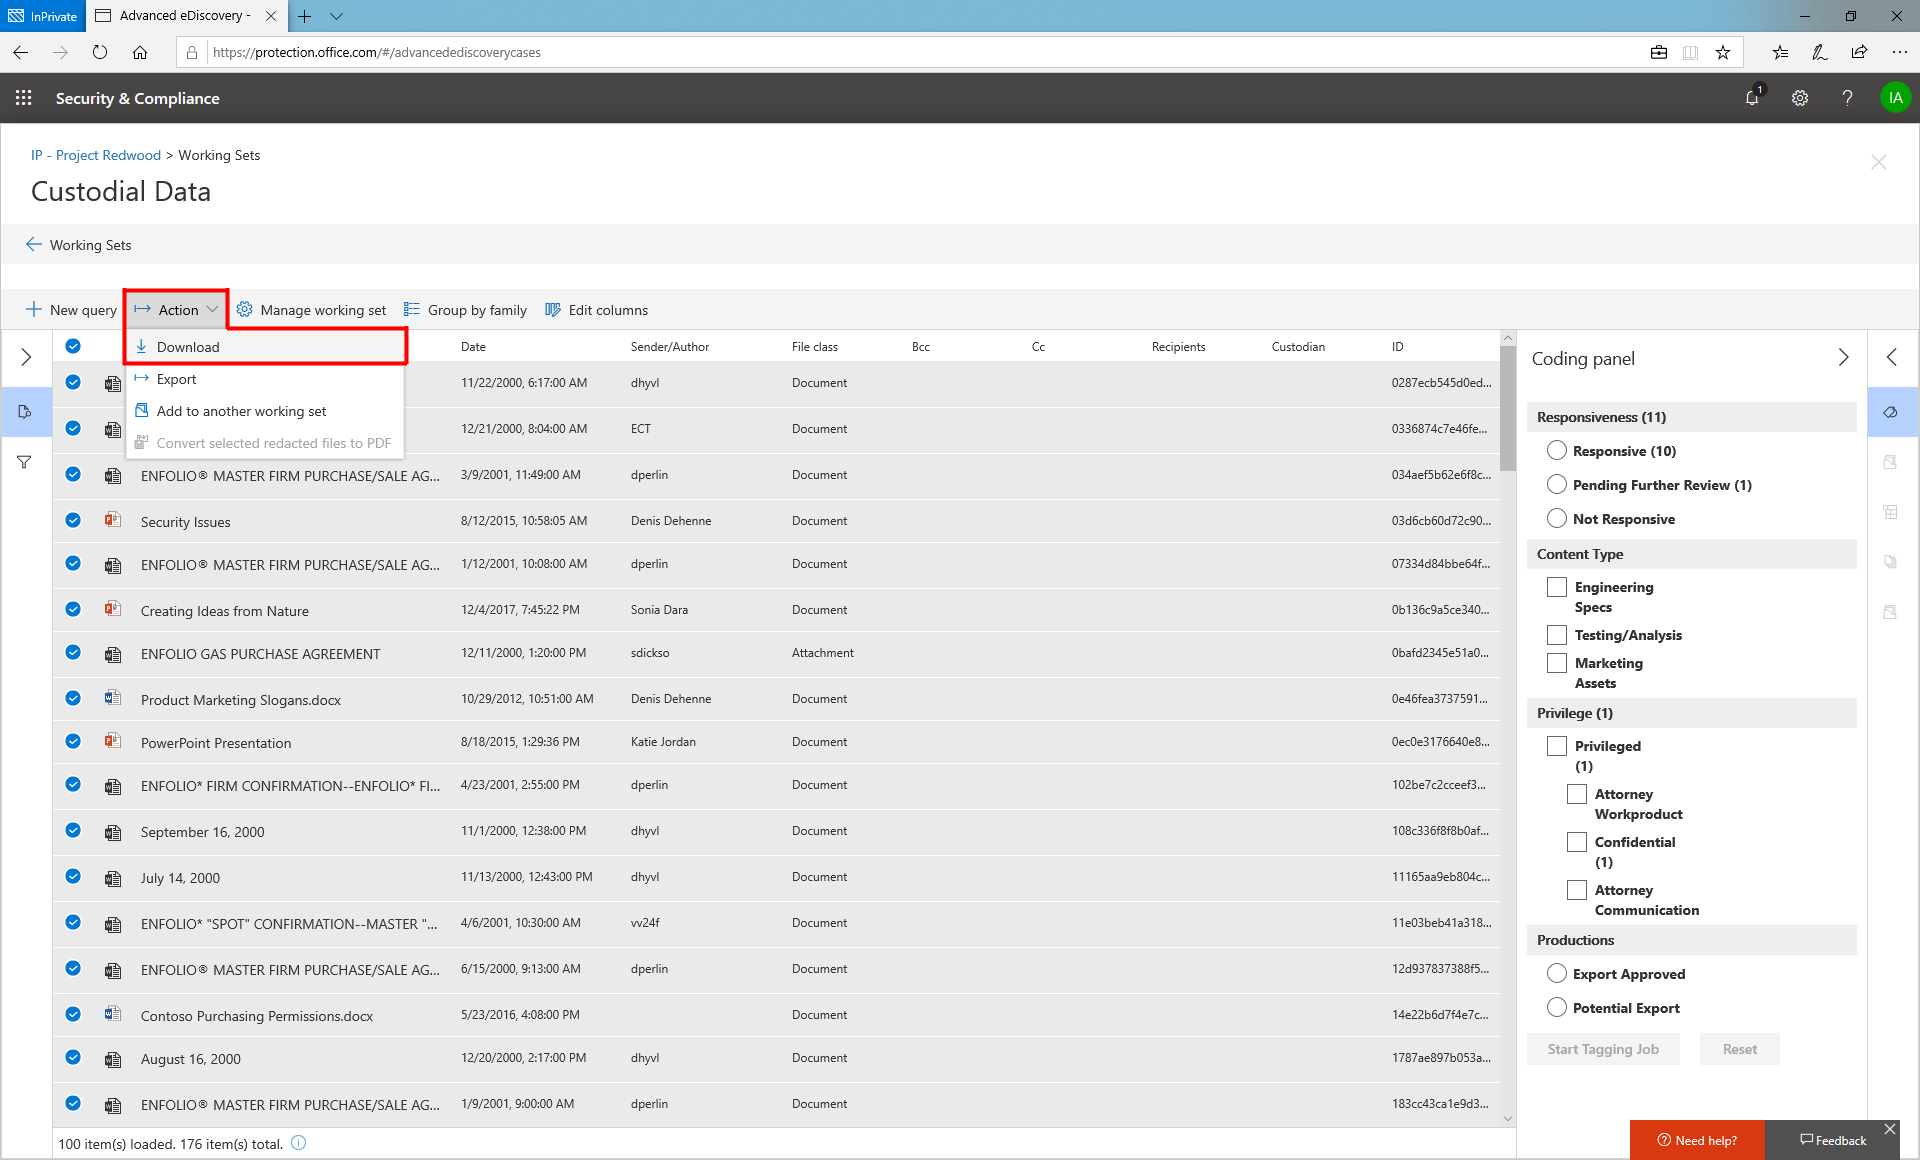 InPrivate
Advanced eDiscovery -
https://protection.office.com/#/advancedediscoverycases
Security & Compliance
1
IA
IP - Project Redwood > Working Sets
Custodial Data
Working Sets
New query
Action
Manage working set
Group by family
Edit columns
Download
Export
Add to another working set
Convert selected redacted files to PDF
Date Sender/Author File class Bcc Cc Recipients Custodian ID
11/22/2000, 6:17:00 AM dhyvl Document 0287ecb545d0ed...
12/21/2000, 8:04:00 AM ECT Document 0336874c7e46fe...
ENFOLIO® MASTER FIRM PURCHASE/SALE AG... 3/9/2001, 11:49:00 AM dperlin Document 034aef5b62e6f8c...
Security Issues 8/12/2015, 10:58:05 AM Denis Dehenne Document 03d6cb60d72c90...
ENFOLIO® MASTER FIRM PURCHASE/SALE AG... 1/12/2001, 10:08:00 AM dperlin Document 07334d84bbe64f...
Creating Ideas from Nature 12/4/2017, 7:45:22 PM Sonia Dara Document 0b136c9a5ce340...
ENFOLIO GAS PURCHASE AGREEMENT 12/11/2000, 1:20:00 PM sdickso Attachment 0bafd2345e51a0...
Product Marketing Slogans.docx 10/29/2012, 10:51:00 AM Denis Dehenne Document 0e46fea3737591...
PowerPoint Presentation 8/18/2015, 1:29:36 PM Katie Jordan Document 0ec0e3176640e8...
ENFOLIO* FIRM CONFIRMATION--ENFOLIO* FI... 4/23/2001, 2:55:00 PM dperlin Document 102be7c2cceef3...
September 16, 2000 11/1/2000, 12:38:00 PM dhyvl Document 108c336f8f8b0af...
July 14, 2000 11/13/2000, 12:43:00 PM dhyvl Document 11165aa9eb804c...
ENFOLIO* "SPOT" CONFIRMATION--MASTER "... 4/6/2001, 10:30:00 AM vv24f Document 11e03beb41a318...
ENFOLIO® MASTER FIRM PURCHASE/SALE AG... 6/15/2000, 9:13:00 AM dperlin Document 12d937837388f5...
Contoso Purchasing Permissions.docx 5/23/2016, 4:08:00 PM Document 14e22b6d7f4e7c...
August 16, 2000 12/20/2000, 2:17:00 PM dhyvl Document 1787ae897b053a...
ENFOLIO® MASTER FIRM PURCHASE/SALE AG... 1/9/2001, 9:00:00 AM dperlin Document 183cc43ca1e9d3...
100 item(s) loaded. 176 item(s) total.
Coding panel
Responsiveness (11)
Responsive (10)
Pending Further Review (1)
Not Responsive
Content Type
Engineering
Specs
Testing/Analysis
Marketing
Assets
Privilege (1)
Privileged
(1)
Attorney
Workproduct
Confidential
(1)
Attorney
Communication
Productions
Export Approved
Potential Export
Start Tagging Job
Reset
Need help?
Feedback